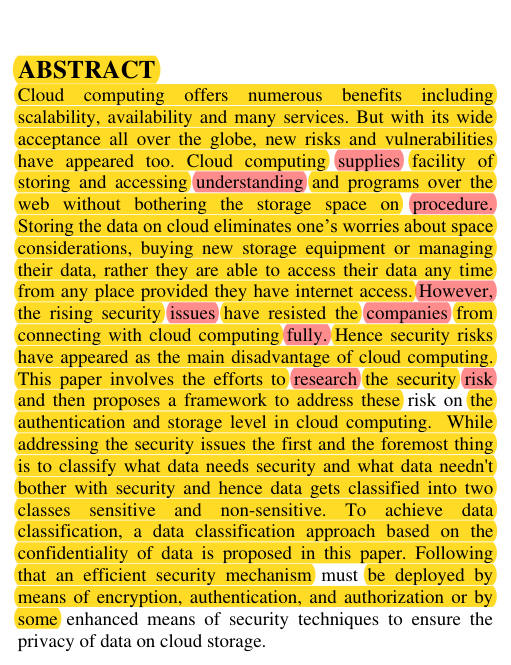 ABSTRACT
Cloud computing offers numerous benefits including
scalability, availability and many services. But with its wide
acceptance all over the globe, new risks and vulnerabilities
have appeared too. Cloud computing supplies facility of
storing and accessing understanding and programs over the
web without bothering the storage space on procedure.
Storing the data on cloud eliminates one's worries about space
considerations, buying new storage equipment or managing
their data, rather they are able to access their data any time
from any place provided they have internet access. However,
the rising security issues have resisted the companies from
connecting with cloud computing fully. Hence security risks
have appeared as the main disadvantage of cloud computing.
This paper involves the efforts to research the security risk
and then proposes a framework to address these risk on the
authentication and storage level in cloud computing. While
addressing the security issues the first and the foremost thing
is to classify what data needs security and what data needn't
bother with security and hence data gets classified into two
classes sensitive and non-sensitive. To achieve data
classification, a data classification approach based on the
confidentiality of data is proposed in this paper. Following
that an efficient security mechanism must be deployed by
means of encryption, authentication, and authorization or by
some enhanced means of security techniques to ensure the
privacy of data on cloud storage.